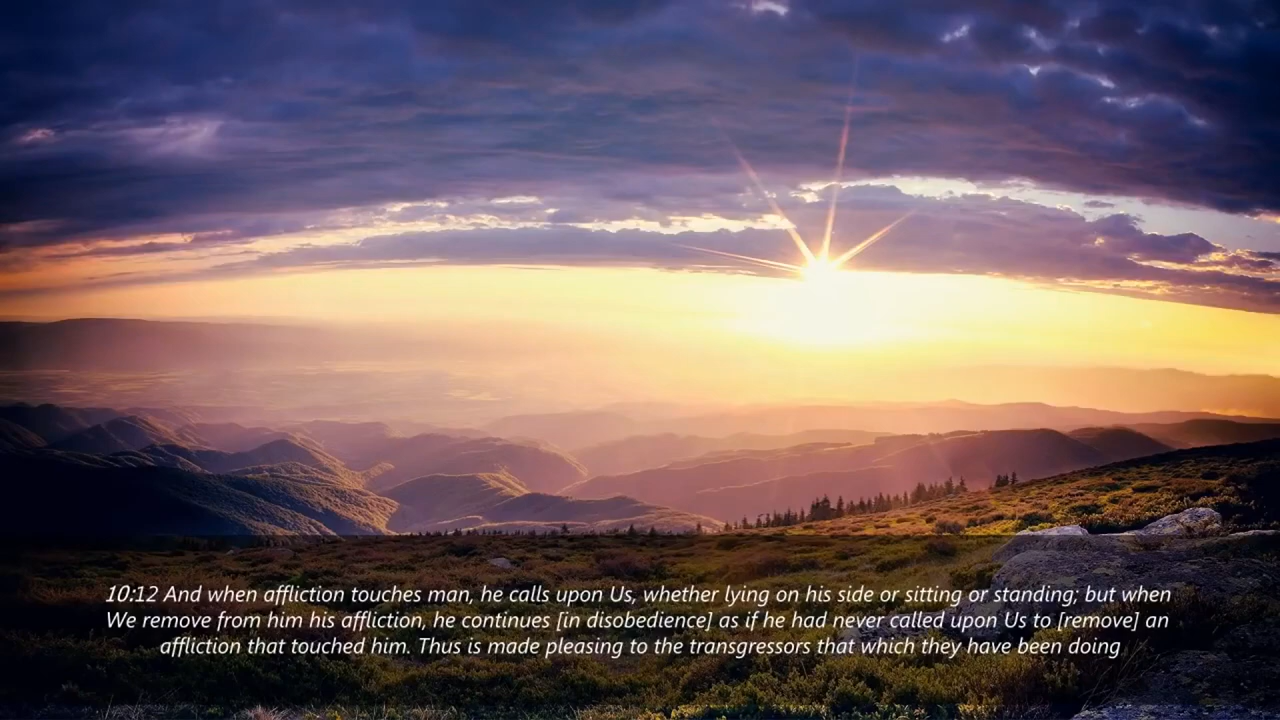 10:12 And when affliction touches man, he calls upon Us, whether lying on his side or sitting or standing; but when
We remove from him his affliction, he continues [in disobedience] as if he had never called upon Us to [remove] an
affliction that touched him. Thus is made pleasing to the transgressors that which they have been doing